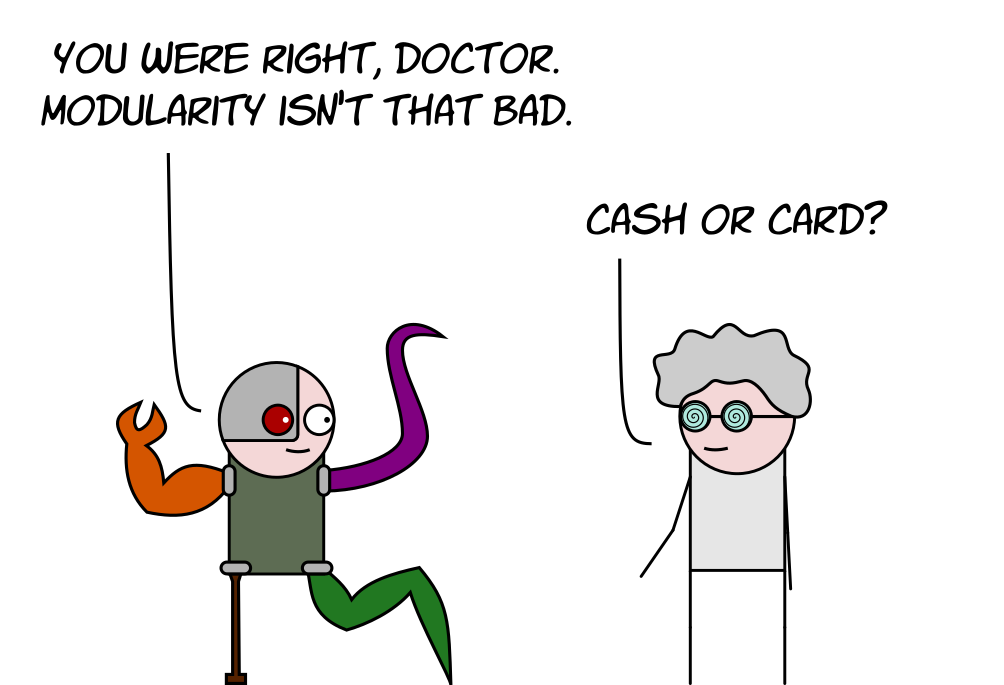 YOU WERE RIGHT, DOCTOR.
MODULARITY ISN'T THAT BAD.
CASH OR CARD?